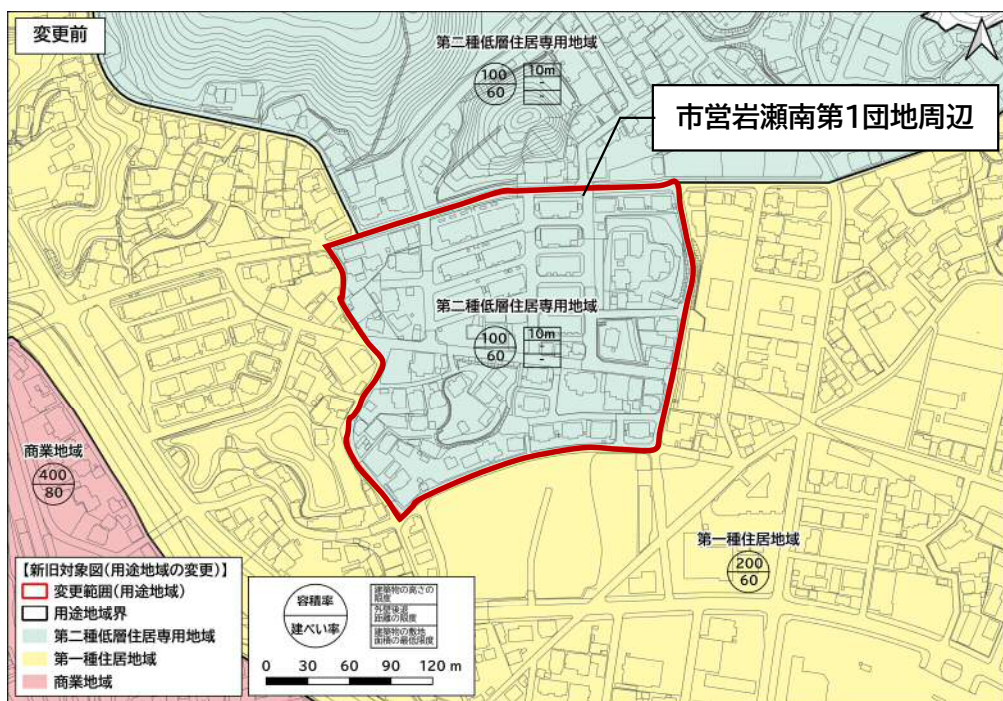 変更前
第二種低層住居専用地域
100
60
10m
-
-
市営岩瀬南第1団地周辺
第二種低層住居専用地域
100
60
10m
-
-
商業地域
400
80
第一種住居地域
200
60
【新旧対象図(用途地域の変更)】
変更範囲(用途地域)
用途地域界
第二種低層住居専用地域
第一種住居地域
商業地域
容積率
建ぺい率
建築物の高さの
限度
外壁後退
距離の限度
建築物の敷地
面積の最低限度
0 30 60 90 120 m